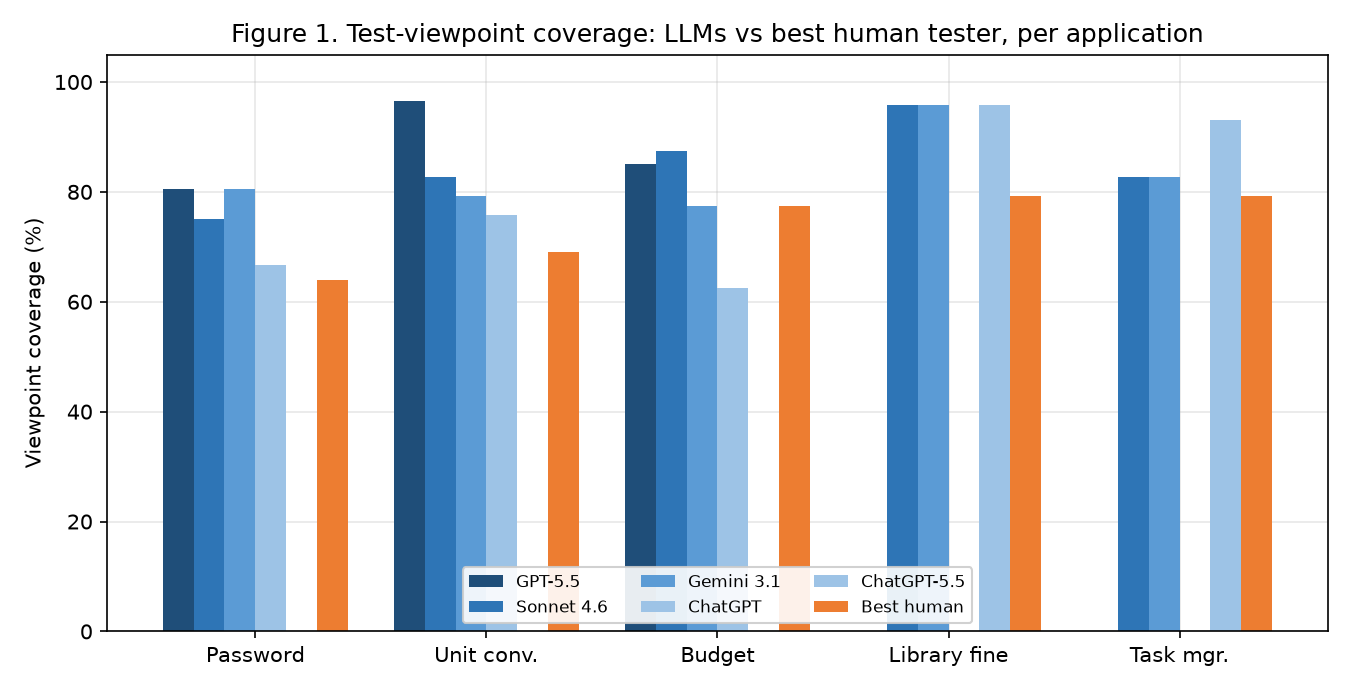 Figure 1. Test-viewpoint coverage: LLMs vs best human tester, per application
Viewpoint coverage (%)
100
80
60
40
20
0
GPT-5.5
Sonnet 4.6
Gemini 3.1
ChatGPT
ChatGPT-5.5
Best human
Password
Unit conv.
Budget
Library fine
Task mgr.